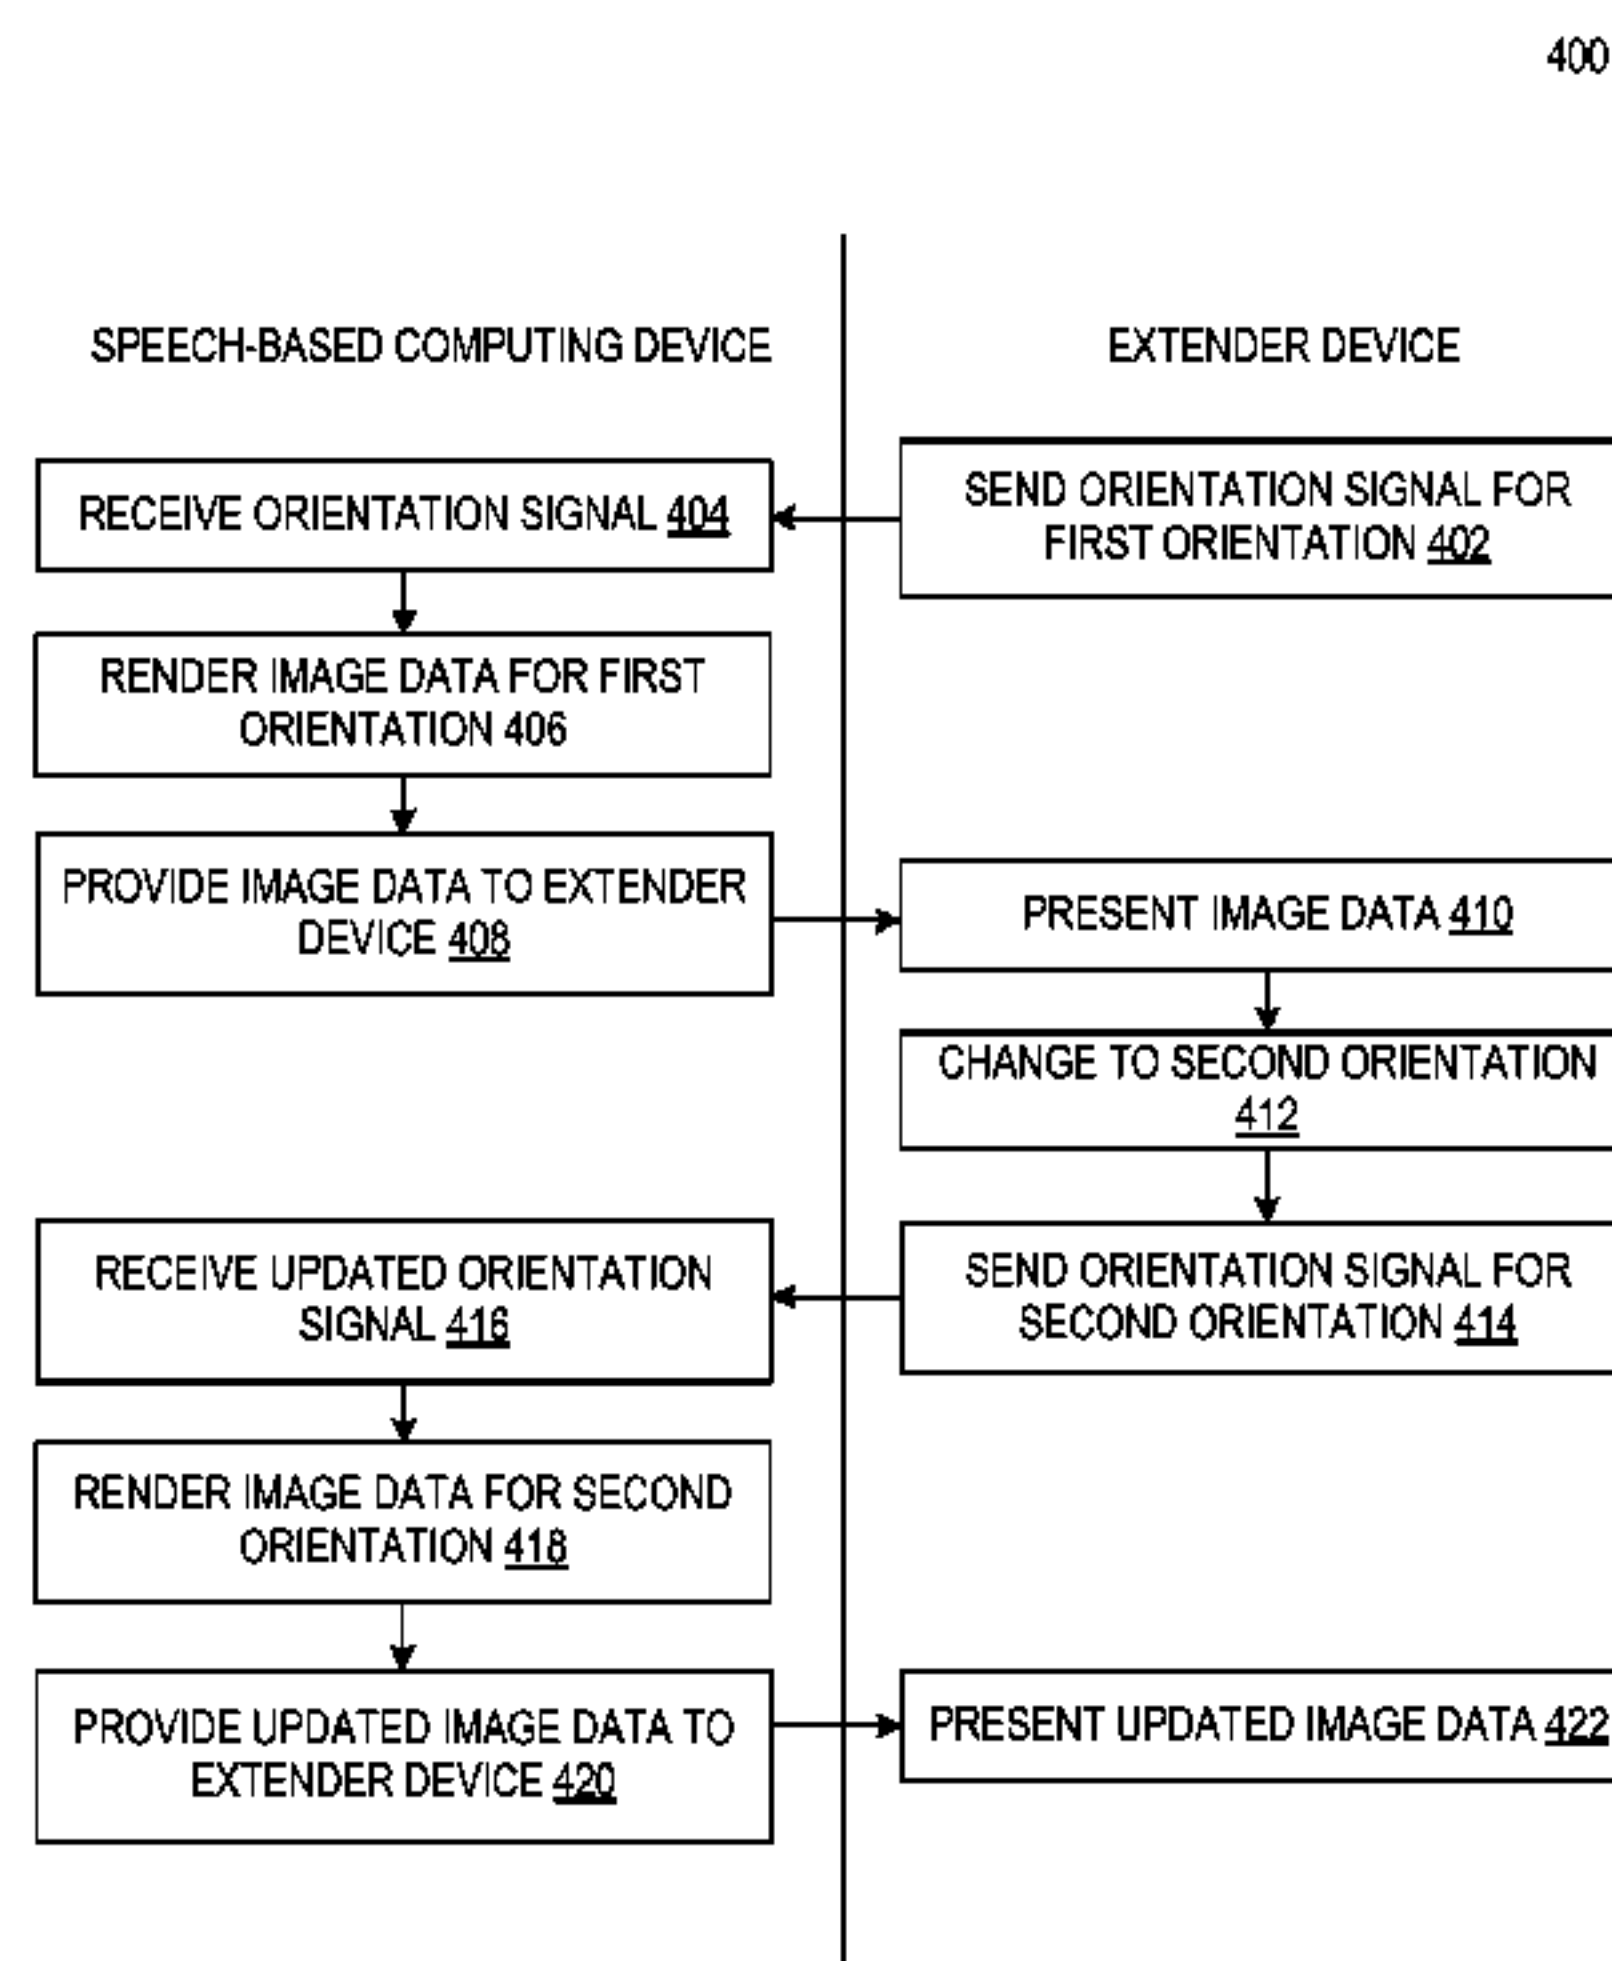 400
SPEECH-BASED COMPUTING DEVICE
EXTENDER DEVICE
SEND ORIENTATION SIGNAL FOR
FIRST ORIENTATION 402
RECEIVE ORIENTATION SIGNAL 404
RENDER IMAGE DATA FOR FIRST
ORIENTATION 406
PROVIDE IMAGE DATA TO EXTENDER
DEVICE 408
PRESENT IMAGE DATA 410
CHANGE TO SECOND ORIENTATION
412
SEND ORIENTATION SIGNAL FOR
SECOND ORIENTATION 414
RECEIVE UPDATED ORIENTATION
SIGNAL 416
RENDER IMAGE DATA FOR SECOND
ORIENTATION 418
PROVIDE UPDATED IMAGE DATA TO
EXTENDER DEVICE 420
PRESENT UPDATED IMAGE DATA 422